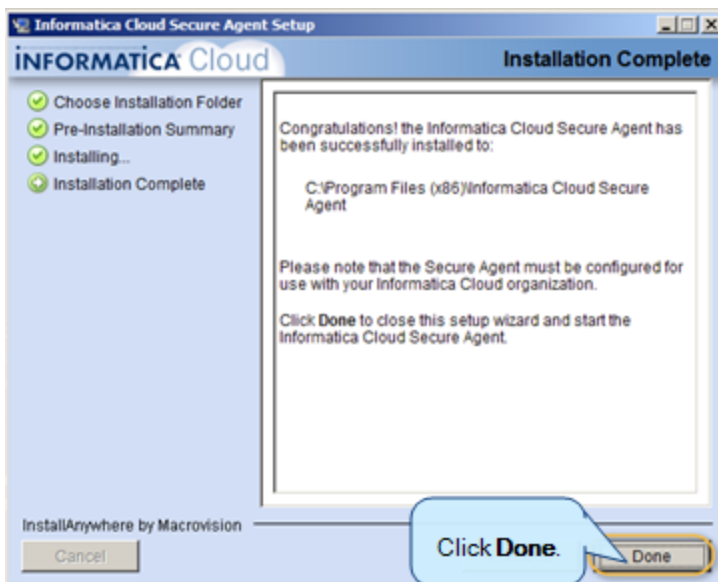 Informatica Cloud Secure Agent Setup
INFORMATICA Cloud
Installation Complete
Choose Installation Folder
Pre-Installation Summary
Installing...
Installation Complete
Congratulations! the Informatica Cloud Secure Agent has
been successfully installed to:
C:\Program Files (x86)\Informatica Cloud Secure
Agent
Please note that the Secure Agent must be configured for
use with your Informatica Cloud organization.
Click Done to close this setup wizard and start the
Informatica Cloud Secure Agent.
InstallAnywhere by Macrovision
Cancel
Click Done.
Done